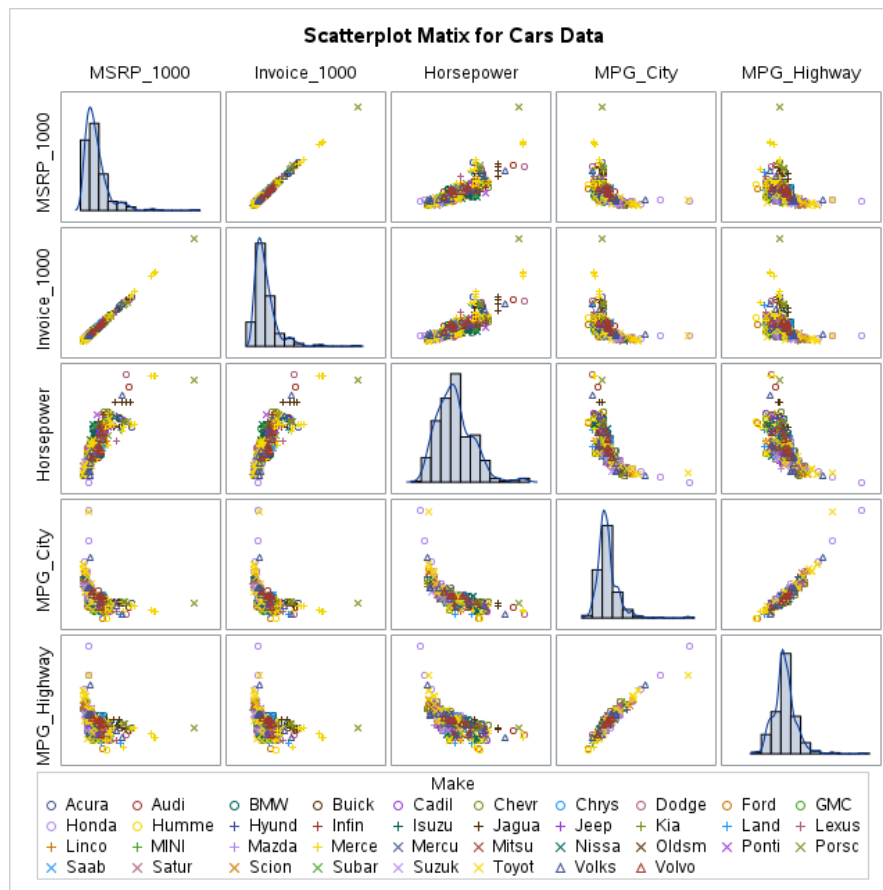 Scatterplot Matix for Cars Data
MSRP_1000 Invoice_1000 Horsepower MPG_City MPG_Highway
MSRP_1000
Invoice_1000
Horsepower
MPG_City
MPG_Highway
Make
Acura Audi BMW Buick Cadil Chevr Chrys Dodge Ford GMC
Honda Humme Hyund Infin Isuzu Jagua Jeep Kia Land Lexus
Linco MINI Mazda Merce Mercu Mitsu Nissa Oldsm Ponti Porsc
Saab Satur Scion Subar Suzuk Toyot Volks Volvo